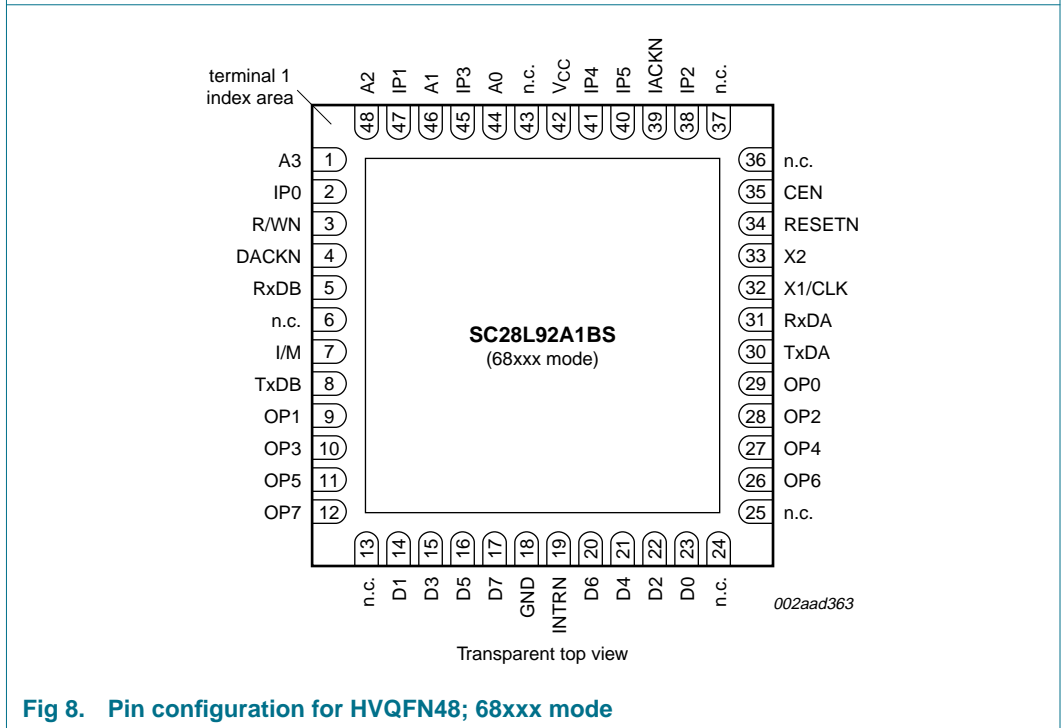 terminal 1
index area
A2 IP1 A1 IP3 A0 n.c. VCC IP4 IP5 IACKN IP2 n.c.
48 47 46 45 44 43 42 41 40 39 38 37
A3 1 36 n.c.
IP0 2 35 CEN
R/WN 3 34 RESETN
DACKN 4 33 X2
RxDB 5 32 X1/CLK
n.c. 6 31 RxDA
I/M 7 30 TxDA
TxDB 8 29 OP0
OP1 9 28 OP2
OP3 10 27 OP4
OP5 11 26 OP6
OP7 12 25 n.c.
SC28L92A1BS
(68xxx mode)
13 14 15 16 17 18 19 20 21 22 23 24
n.c. D1 D3 D5 D7 GND INTRN D6 D4 D2 D0 n.c.
002aad363
Transparent top view
Fig 8. Pin configuration for HVQFN48; 68xxx mode